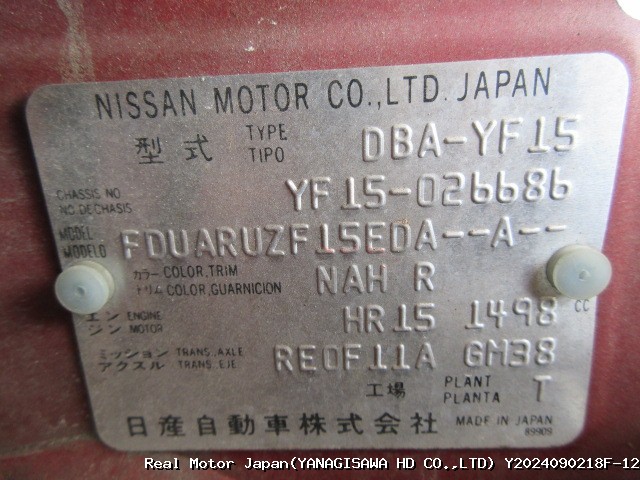 NISSAN MOTOR CO.,LTD. JAPAN
型式 TYPE TIPO DBA-YF15
CHASSIS NO NO.DECHASIS YF15-026686
MODEL MODELO FDUARUZF15EDA--A--
カラー COLOR,TRIM トリム COLOR,GUARNICION NAH R
エンジン ENGINE MOTOR HR15 1498 CC
ミッション TRANS.,AXLE アクスル TRANS.,EJE RE0F11A GM38
工場 PLANT PLANTA T
日産自動車株式会社 MADE IN JAPAN
89909
Real Motor Japan(YANAGISAWA HD CO.,LTD) Y2024090218F-12